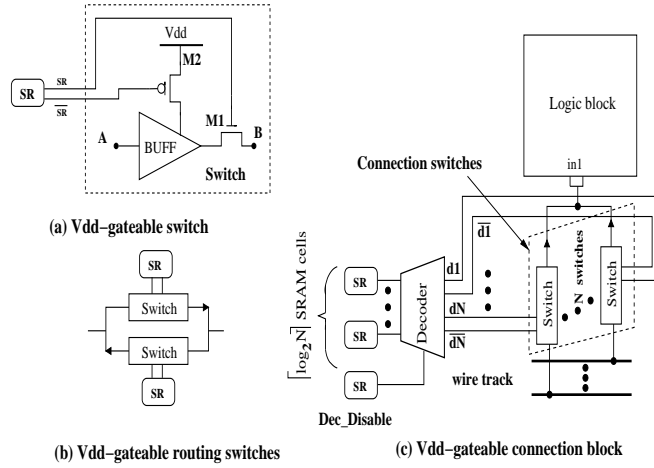 Vdd
M2
SR
SR
SR
M1
A
BUFF
B
Switch
(a) Vdd-gateable switch
SR
Switch
Switch
SR
(b) Vdd-gateable routing switches
Logic block
in1
Connection switches
d1
d1
SR
SR
SR
⌈log2N⌉ SRAM cells
Decoder
dN
dN
Switch
N switches
Switch
wire track
Dec_Disable
(c) Vdd-gateable connection block